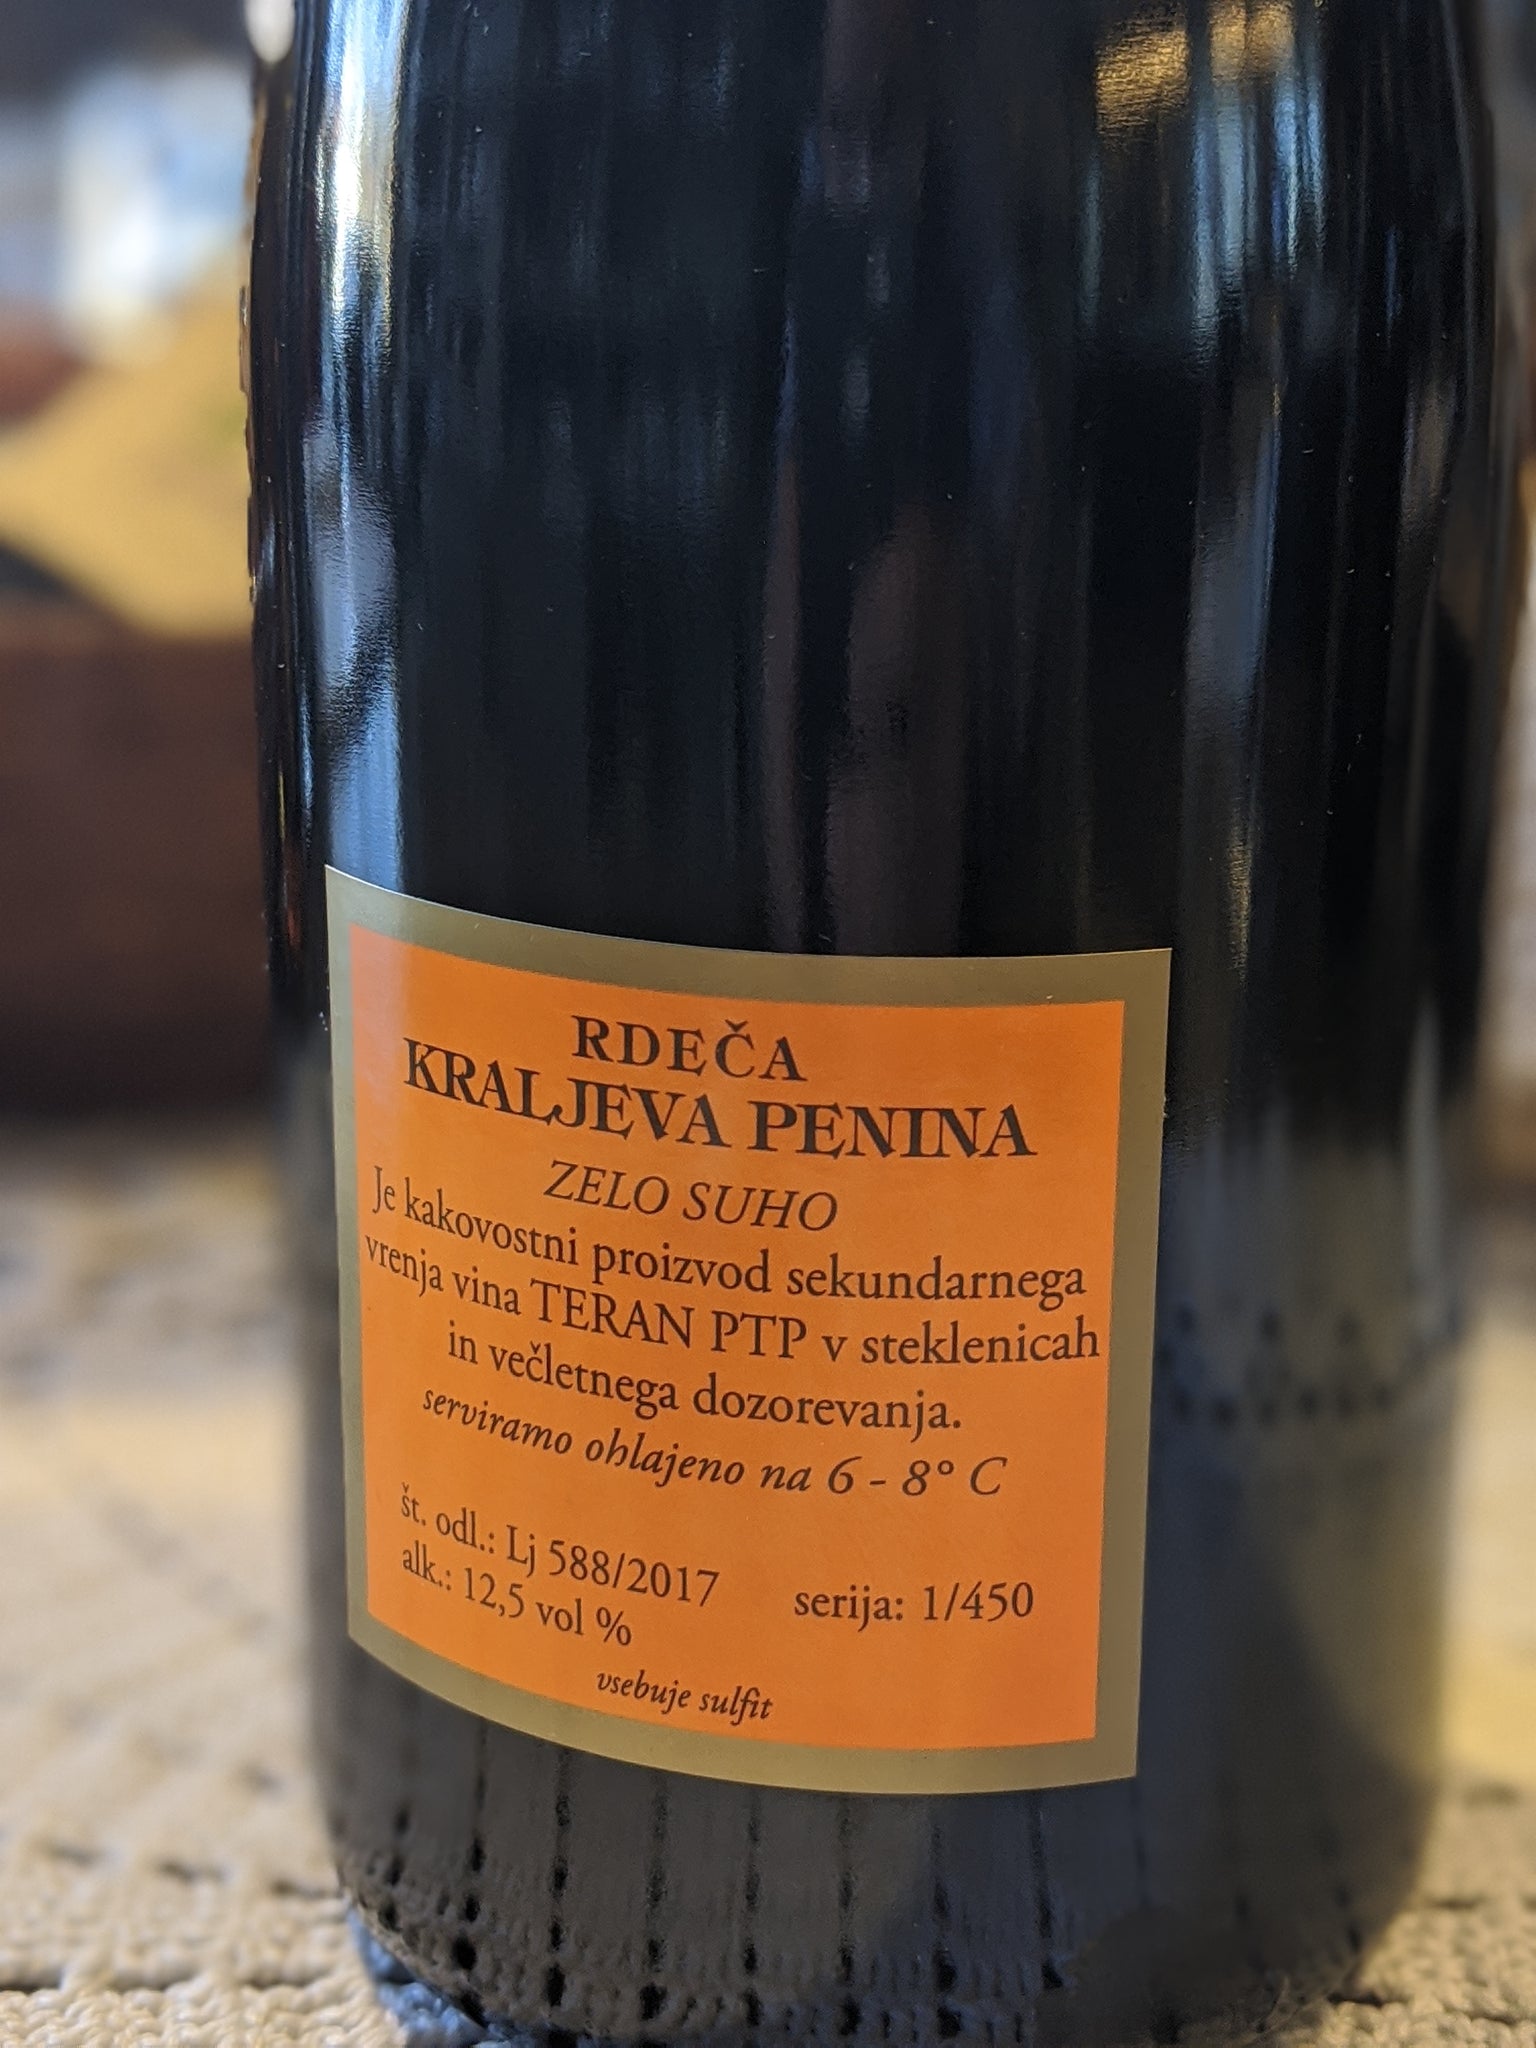 RDEČA
KRALJEVA PENINA
ZELO SUHO
Je kakovostni proizvod sekundarnega
vrenja vina TERAN PTP v steklenicah
in večletnega dozorevanja.
serviramo ohlajeno na 6 - 8° C
št. odl.: Lj 588/2017
alk.: 12,5 vol %
serija: 1/450
vsebuje sulfit